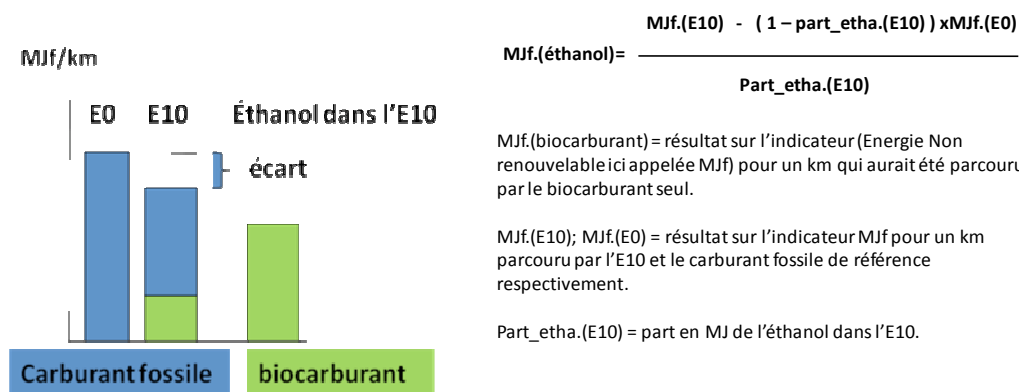 MJf/km
E0 E10 Éthanol dans l'E10
écart
Carburant fossile biocarburant
MJf.(E10) - ( 1 – part_etha.(E10) ) xMJf.(E0)
MJf.(éthanol)=
Part_etha.(E10)
MJf.(biocarburant) = résultat sur l'indicateur (Energie Non
renouvelable ici appelée MJf) pour un km qui aurait été parcouru
par le biocarburant seul.
MJf.(E10); MJf.(E0) = résultat sur l'indicateur MJf pour un km
parcouru par l'E10 et le carburant fossile de référence
respectivement.
Part_etha.(E10) = part en MJ de l'éthanol dans l'E10.